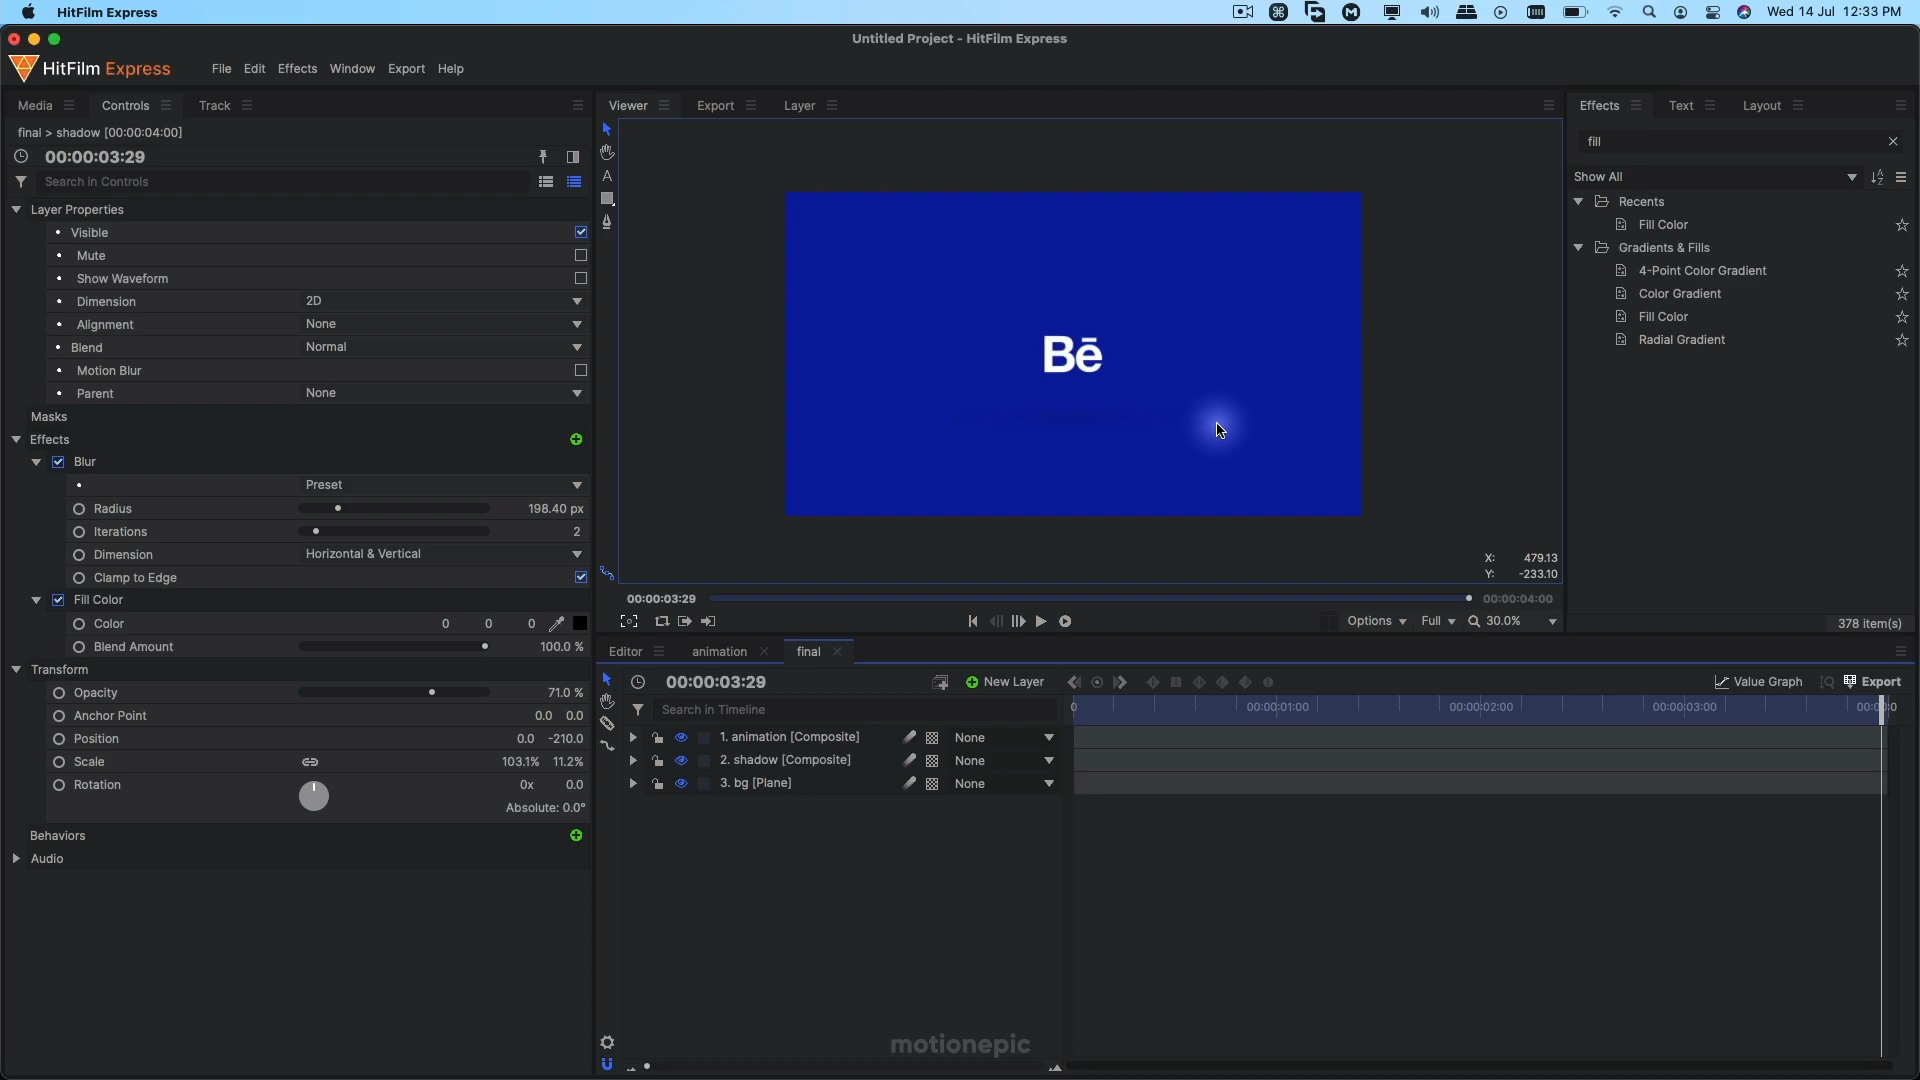 HitFilm Express
Wed 14 Jul 12:33 PM
Untitled Project - HitFilm Express
HitFilm Express
File Edit Effects Window Export Help
Media Controls Track
final > shadow [00:00:04:00]
00:00:03:29
Search in Controls
Layer Properties
Visible
Mute
Show Waveform
Dimension 2D
Alignment None
Blend Normal
Motion Blur
Parent None
Masks
Effects
Blur
Preset
Radius 198.40 px
Iterations 2
Dimension Horizontal & Vertical
Clamp to Edge
Fill Color
Color 0 0 0
Blend Amount 100.0 %
Transform
Opacity 71.0 %
Anchor Point 0.0 0.0
Position 0.0 -210.0
Scale 103.1% 11.2%
Rotation 0x 0.0
Absolute: 0.0°
Behaviors
Audio
Viewer Export Layer
A
Bē
X: 479.13
Y: -233.10
00:00:03:29 00:00:04:00
Options Full 30.0%
Effects Text Layout
fill
Show All
Recents
Fill Color
Gradients & Fills
4-Point Color Gradient
Color Gradient
Fill Color
Radial Gradient
378 item(s)
Editor animation final
00:00:03:29 New Layer Value Graph Export
Search in Timeline
0 00:00:01:00 00:00:02:00 00:00:03:00
1. animation [Composite] None
2. shadow [Composite] None
3. bg [Plane] None
motionepic